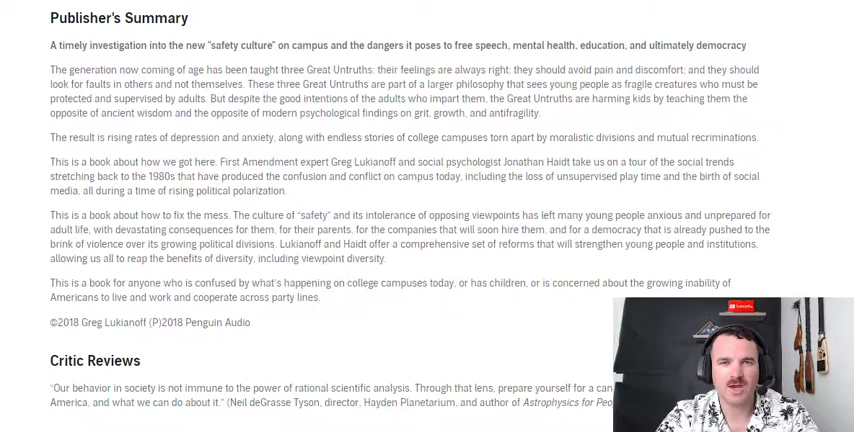 Publisher's Summary
A timely investigation into the new "safety culture" on campus and the dangers it poses to free speech, mental health, education, and ultimately democracy
The generation now coming of age has been taught three Great Untruths: their feelings are always right; they should avoid pain and discomfort; and they should
look for faults in others and not themselves. These three Great Untruths are part of a larger philosophy that sees young people as fragile creatures who must be
protected and supervised by adults. But despite the good intentions of the adults who impart them, the Great Untruths are harming kids by teaching them the
opposite of ancient wisdom and the opposite of modern psychological findings on grit, growth, and antifragility.
The result is rising rates of depression and anxiety, along with endless stories of college campuses torn apart by moralistic divisions and mutual recriminations.
This is a book about how we got here. First Amendment expert Greg Lukianoff and social psychologist Jonathan Haidt take us on a tour of the social trends
stretching back to the 1980s that have produced the confusion and conflict on campus today, including the loss of unsupervised play time and the birth of social
media, all during a time of rising political polarization.
This is a book about how to fix the mess. The culture of “safety” and its intolerance of opposing viewpoints has left many young people anxious and unprepared for
adult life, with devastating consequences for them, for their parents, for the companies that will soon hire them, and for a democracy that is already pushed to the
brink of violence over its growing political divisions. Lukianoff and Haidt offer a comprehensive set of reforms that will strengthen young people and institutions,
allowing us all to reap the benefits of diversity, including viewpoint diversity.
This is a book for anyone who is confused by what's happening on college campuses today, or has children, or is concerned about the growing inability of
Americans to live and work and cooperate across party lines.
©2018 Greg Lukianoff (P)2018 Penguin Audio
Critic Reviews
“Our behavior in society is not immune to the power of rational scientific analysis. Through that lens, prepare yourself for a can
America, and what we can do about it.” (Neil deGrasse Tyson, director, Hayden Planetarium, and author of Astrophysics for Peo